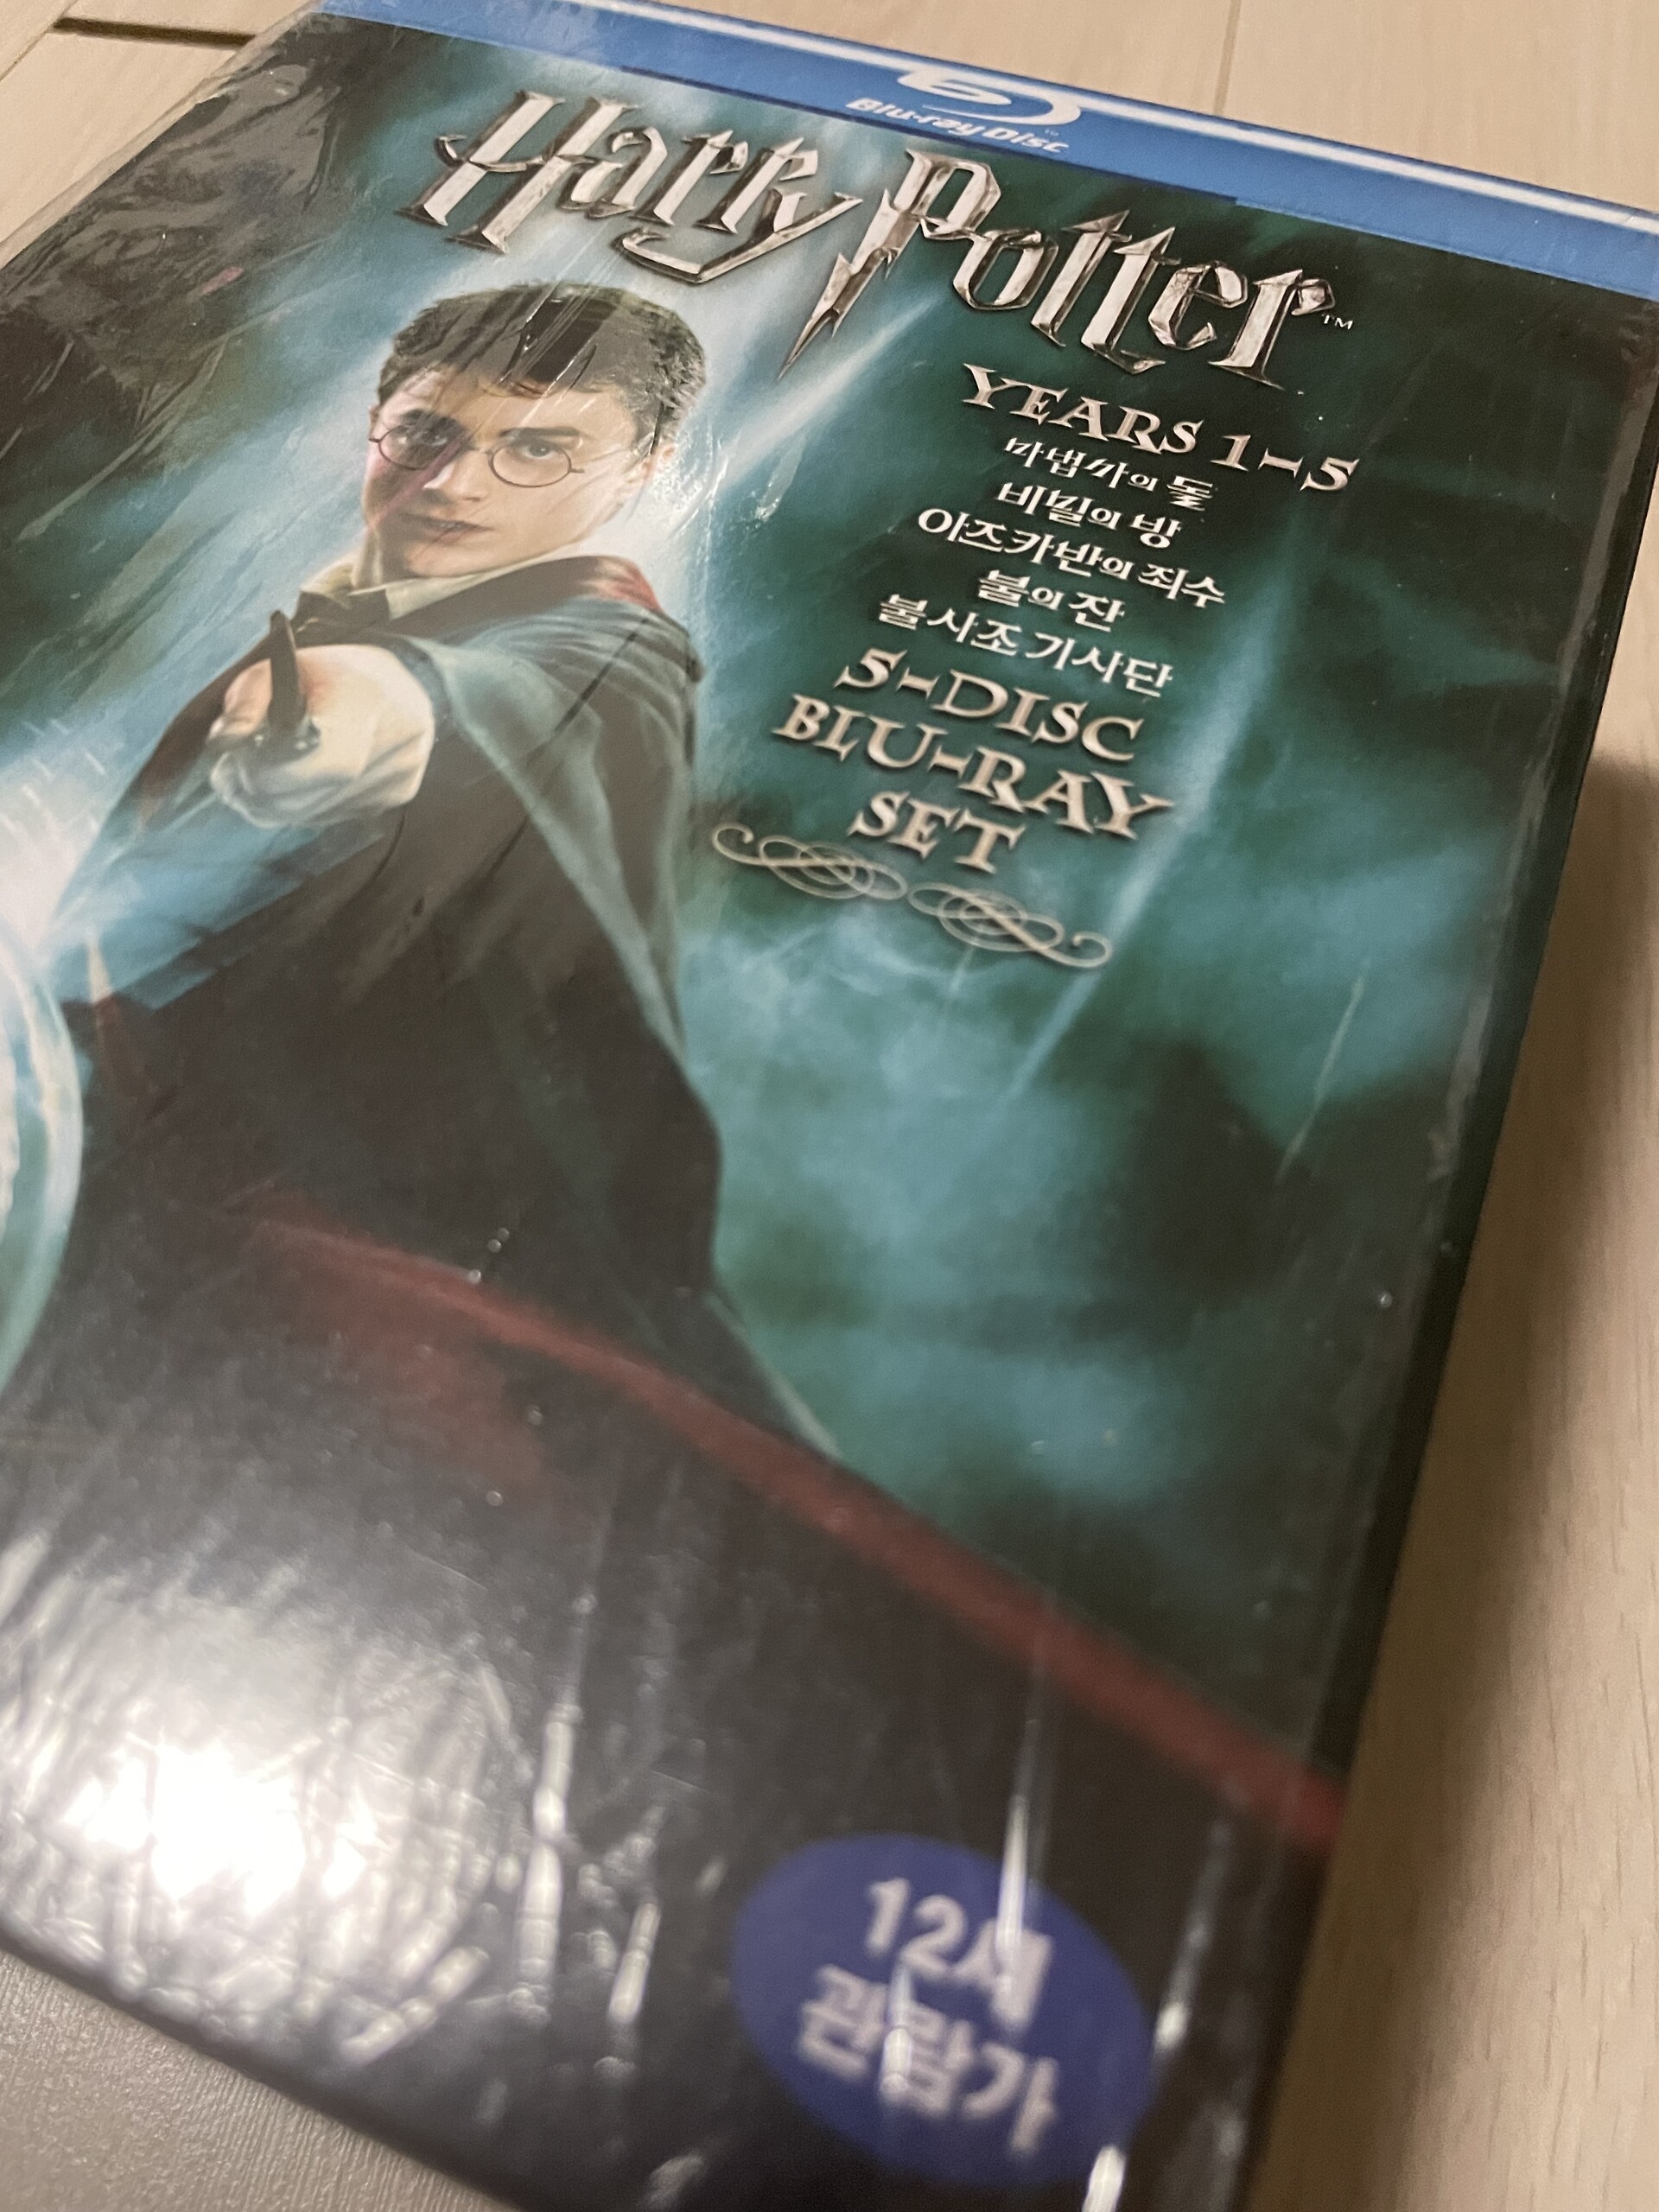 Blu-ray Disc
Harry Potter™
YEARS 1-5
마법사의 돌
비밀의 방
아즈카반의 죄수
불의 잔
불사조 기사단
5-DISC
BLU-RAY
SET
12세
관람가